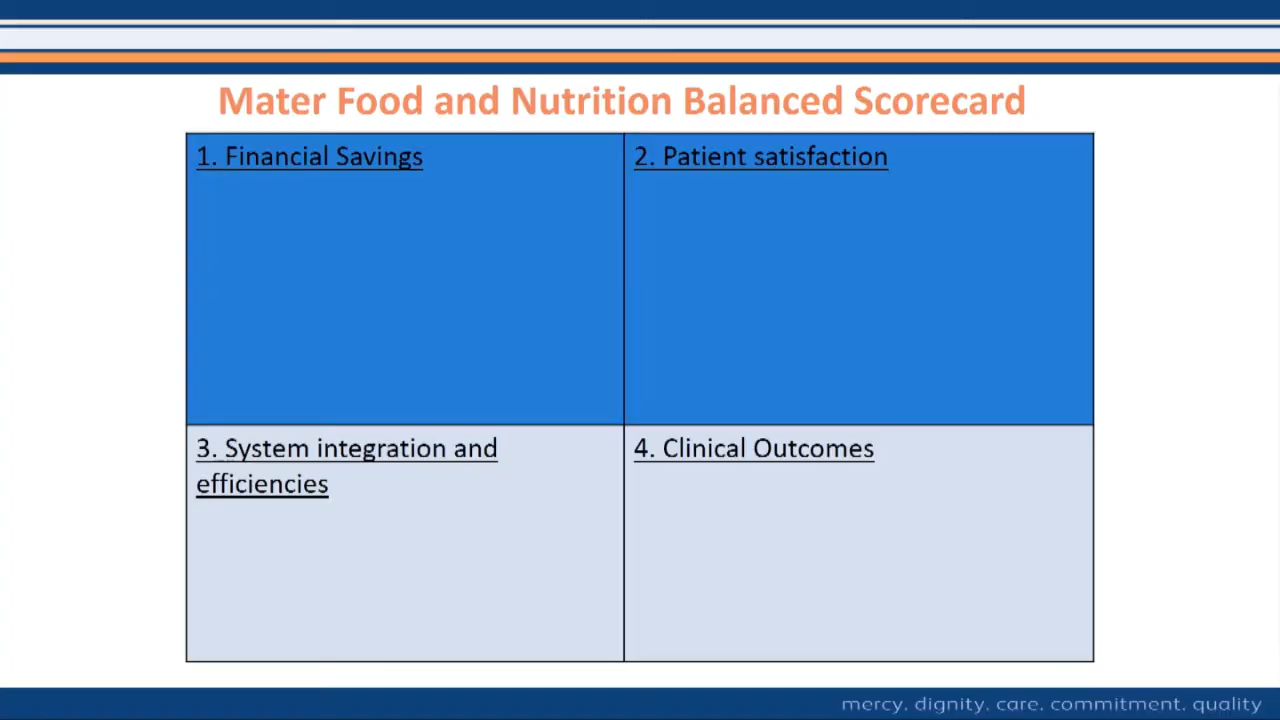 Mater Food and Nutrition Balanced Scorecard
1. Financial Savings
2. Patient satisfaction
3. System integration and
efficiencies
4. Clinical Outcomes
mercy. dignity. care. commitment. quality